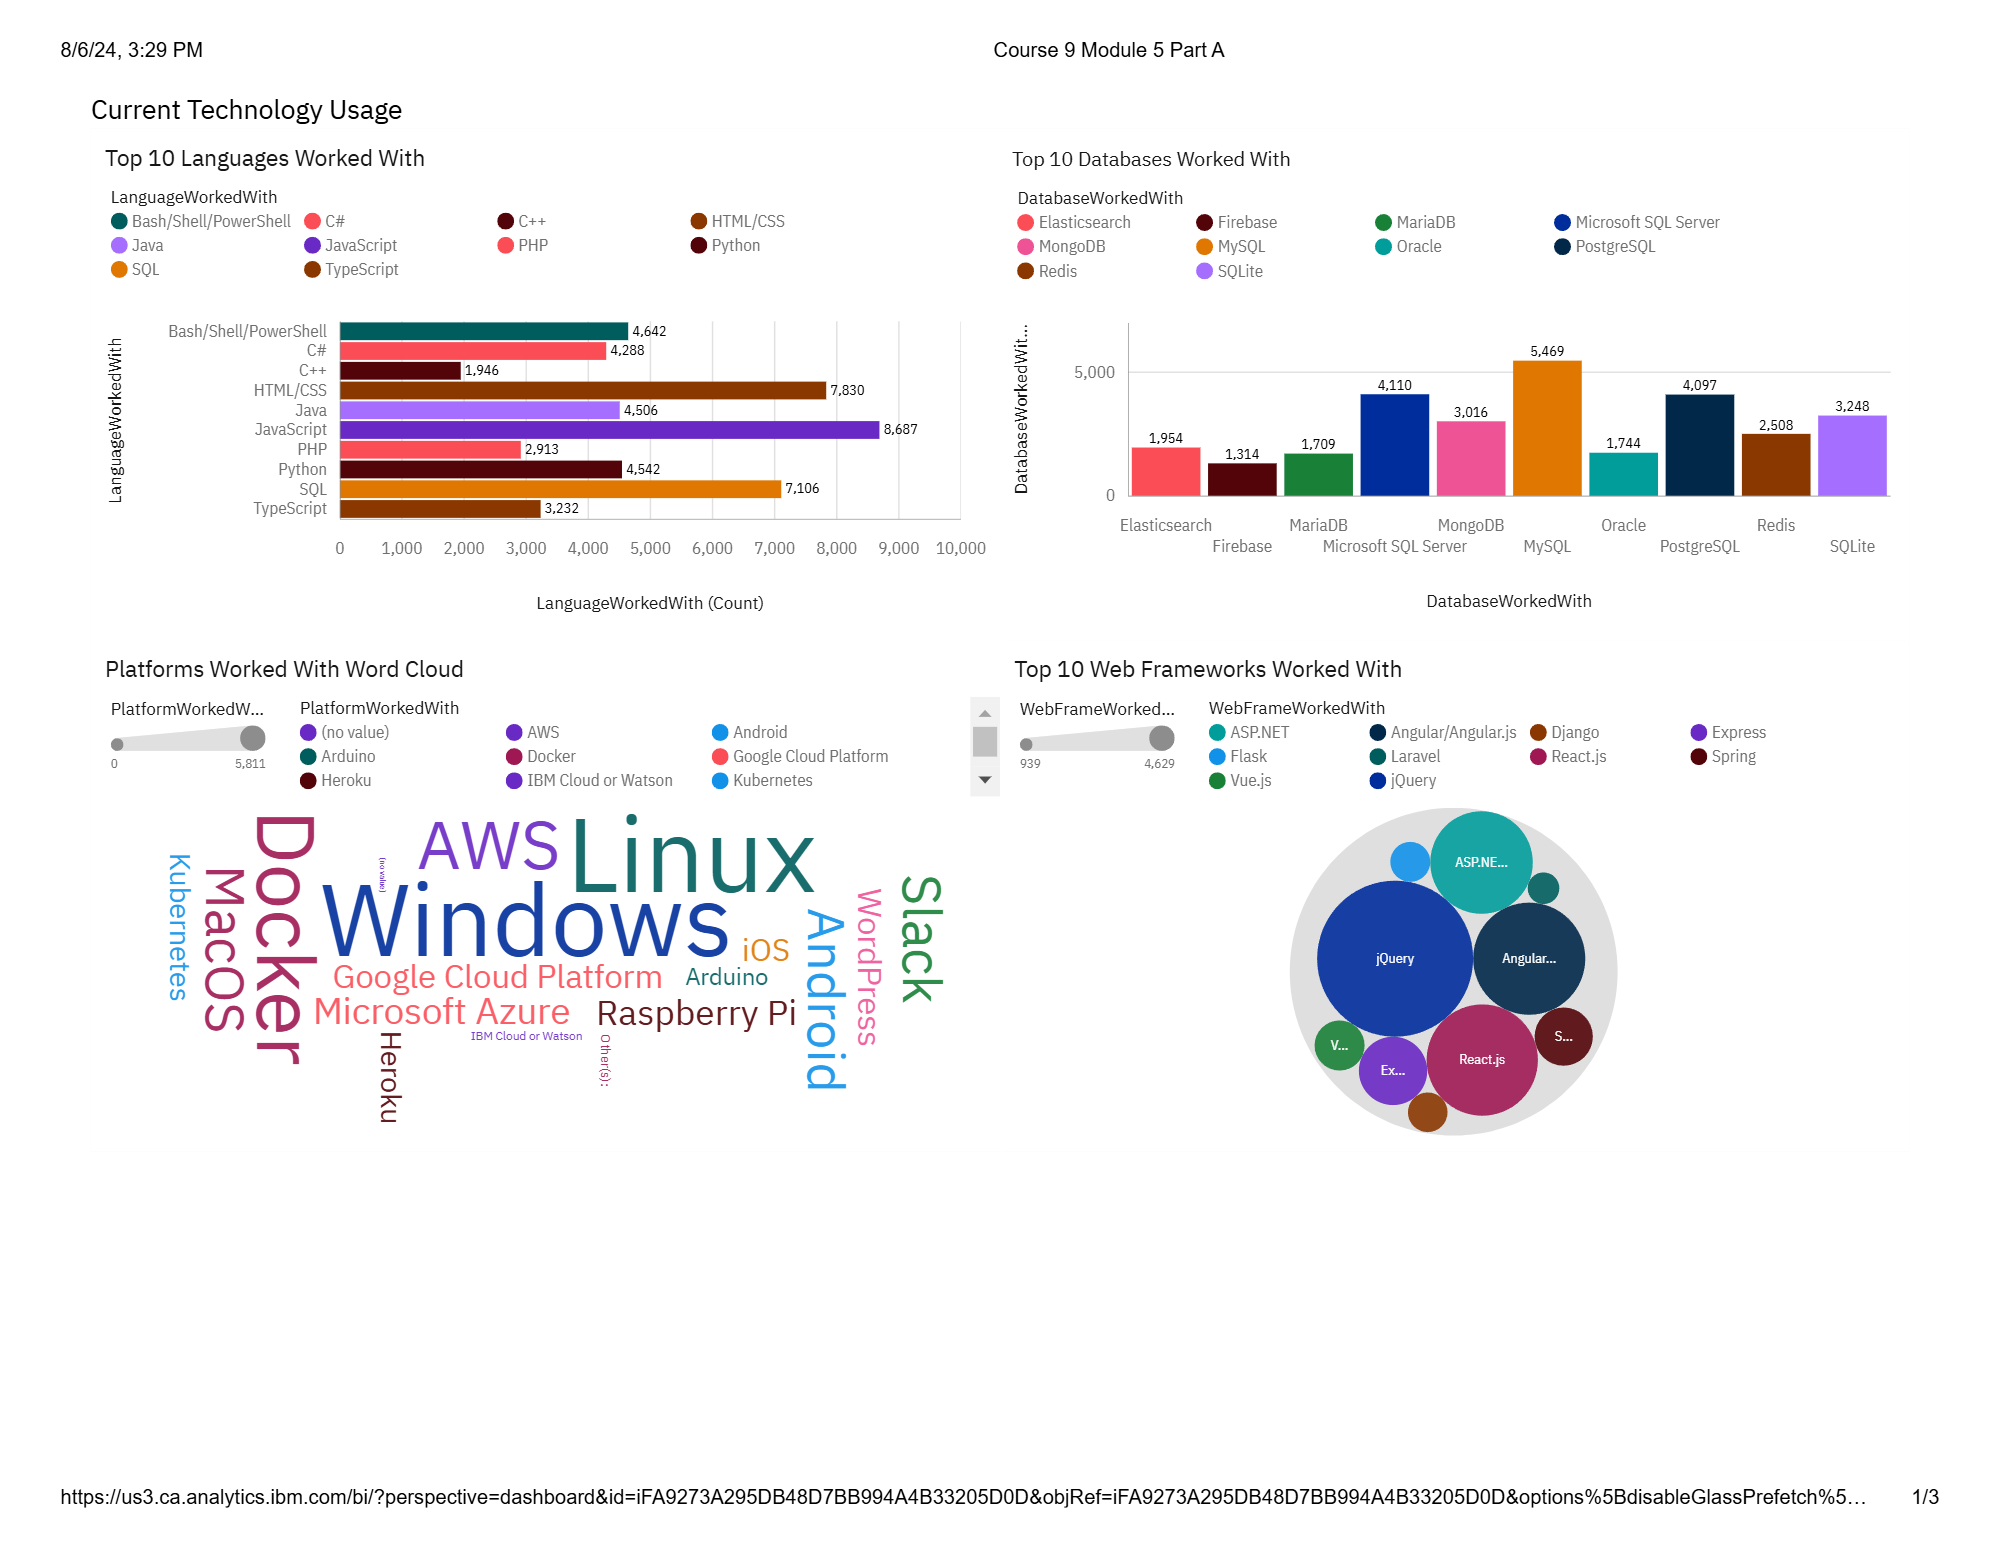 8/6/24, 3:29 PM
Course 9 Module 5 Part A
Current Technology Usage
Top 10 Languages Worked With
LanguageWorkedWith
Bash/Shell/PowerShell C# C++ HTML/CSS
Java JavaScript PHP Python
SQL TypeScript
LanguageWorkedWith
Bash/Shell/PowerShell 4,642
C# 4,288
C++ 1,946
HTML/CSS 7,830
Java 4,506
JavaScript 8,687
PHP 2,913
Python 4,542
SQL 7,106
TypeScript 3,232
0 1,000 2,000 3,000 4,000 5,000 6,000 7,000 8,000 9,000 10,000
LanguageWorkedWith (Count)
Top 10 Databases Worked With
DatabaseWorkedWith
Elasticsearch Firebase MariaDB Microsoft SQL Server
MongoDB MySQL Oracle PostgreSQL
Redis SQLite
DatabaseWorkedWit...
5,000
0
1,954 1,314 1,709 4,110 3,016 5,469 1,744 4,097 2,508 3,248
Elasticsearch MariaDB MongoDB Oracle Redis
Firebase Microsoft SQL Server MySQL PostgreSQL SQLite
DatabaseWorkedWith
Platforms Worked With Word Cloud
PlatformWorkedW...
0 5,811
PlatformWorkedWith
(no value) AWS Android
Arduino Docker Google Cloud Platform
Heroku IBM Cloud or Watson Kubernetes
Kubernetes
MacOS
Docker
(no value)
AWS
Linux
Windows
iOS
Google Cloud Platform
Arduino
Microsoft Azure
Raspberry Pi
Heroku
IBM Cloud or Watson
Other(s):
Android
WordPress
Slack
Top 10 Web Frameworks Worked With
WebFrameWorked...
939 4,629
WebFrameWorkedWith
ASP.NET Angular/Angular.js Django Express
Flask Laravel React.js Spring
Vue.js jQuery
ASP.NE...
jQuery
Angular...
V...
S...
Ex...
React.js
https://us3.ca.analytics.ibm.com/bi/?perspective=dashboard&id=iFA9273A295DB48D7BB994A4B33205D0D&objRef=iFA9273A295DB48D7BB994A4B33205D0D&options%5BdisableGlassPrefetch%5…
1/3